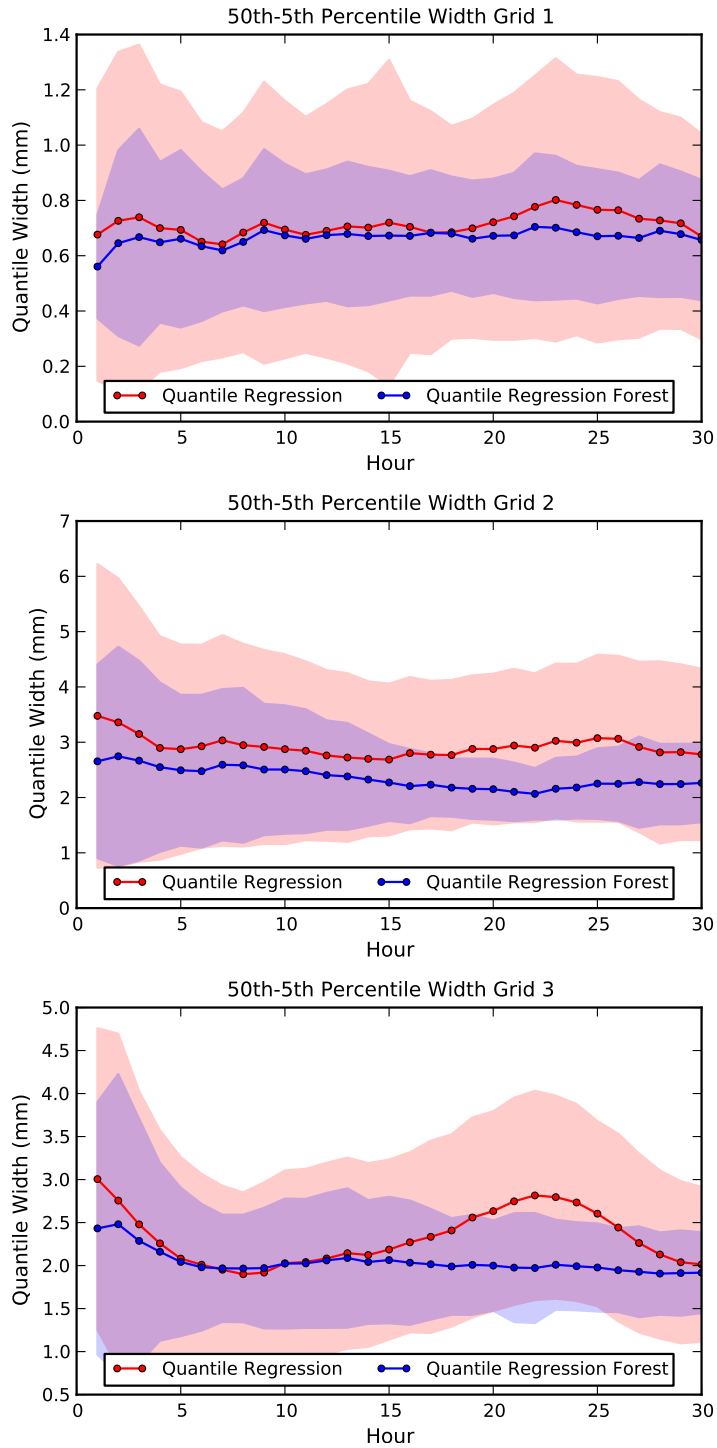 50th-5th Percentile Width Grid 1
1.4
1.2
1.0
0.8
0.6
0.4
0.2
0.0
Quantile Width (mm)
Quantile Regression Quantile Regression Forest
0 5 10 15 20 25 30
Hour
50th-5th Percentile Width Grid 2
7
6
5
4
3
2
1
0
Quantile Width (mm)
Quantile Regression Quantile Regression Forest
0 5 10 15 20 25 30
Hour
50th-5th Percentile Width Grid 3
5.0
4.5
4.0
3.5
3.0
2.5
2.0
1.5
1.0
0.5
Quantile Width (mm)
Quantile Regression Quantile Regression Forest
0 5 10 15 20 25 30
Hour